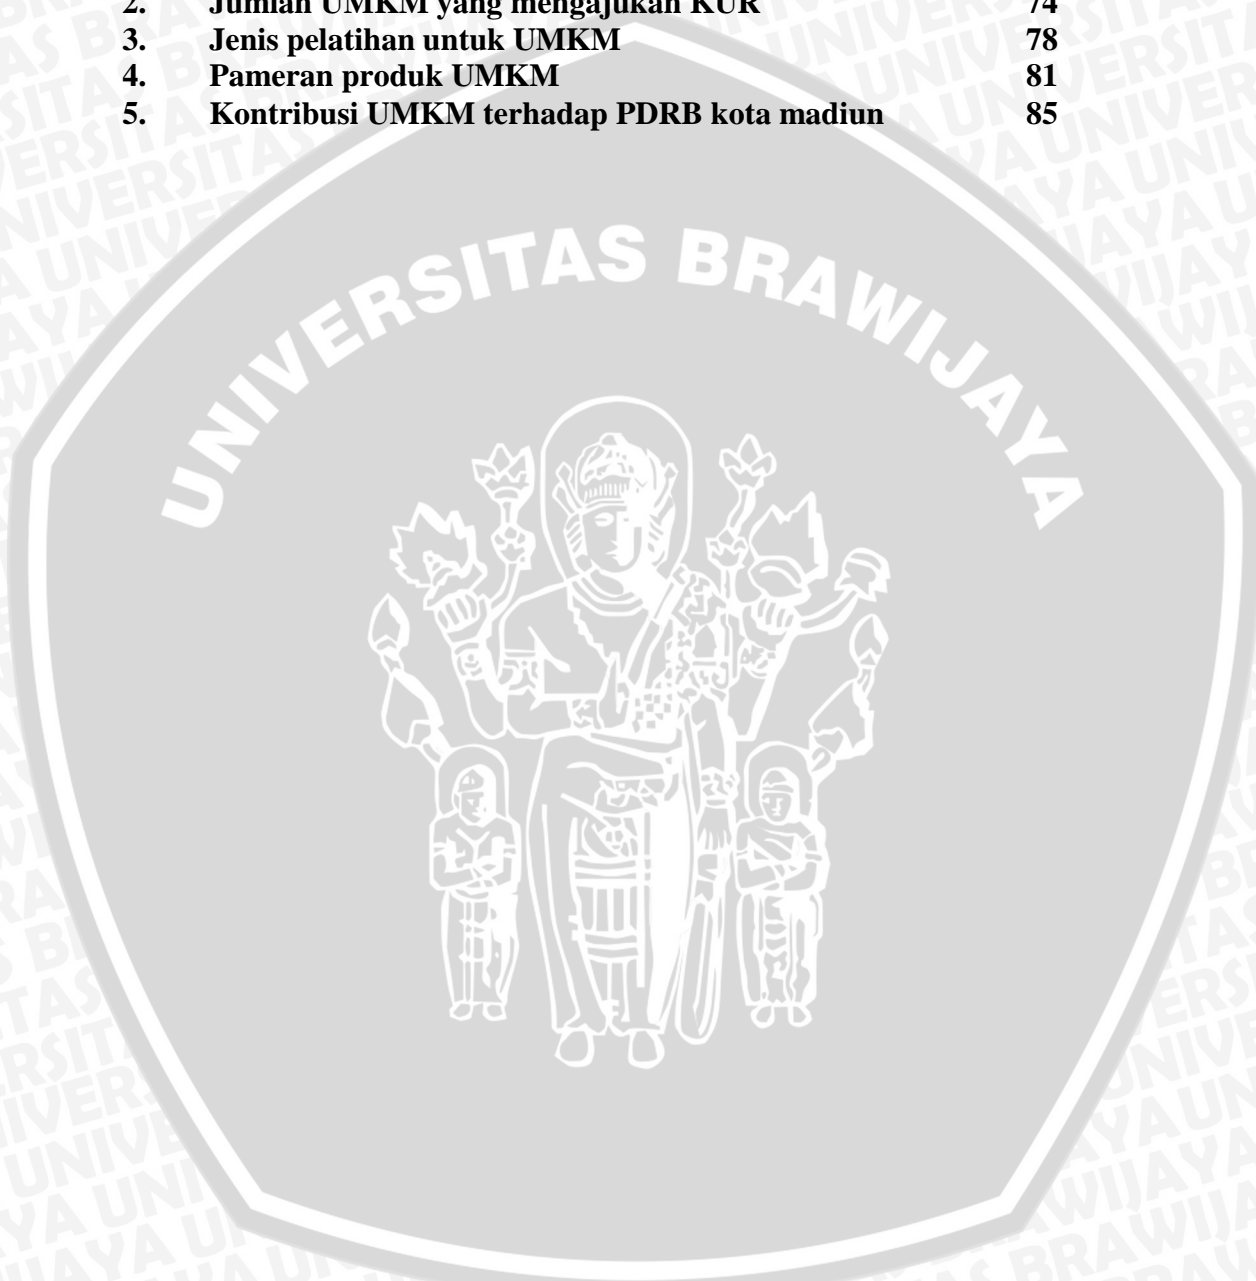 2. Jumlah UMKM yang mengajukan KUR 74
3. Jenis pelatihan untuk UMKM 78
4. Pameran produk UMKM 81
5. Kontribusi UMKM terhadap PDRB kota madiun 85
UNIVERSITAS BRAWIJAYA